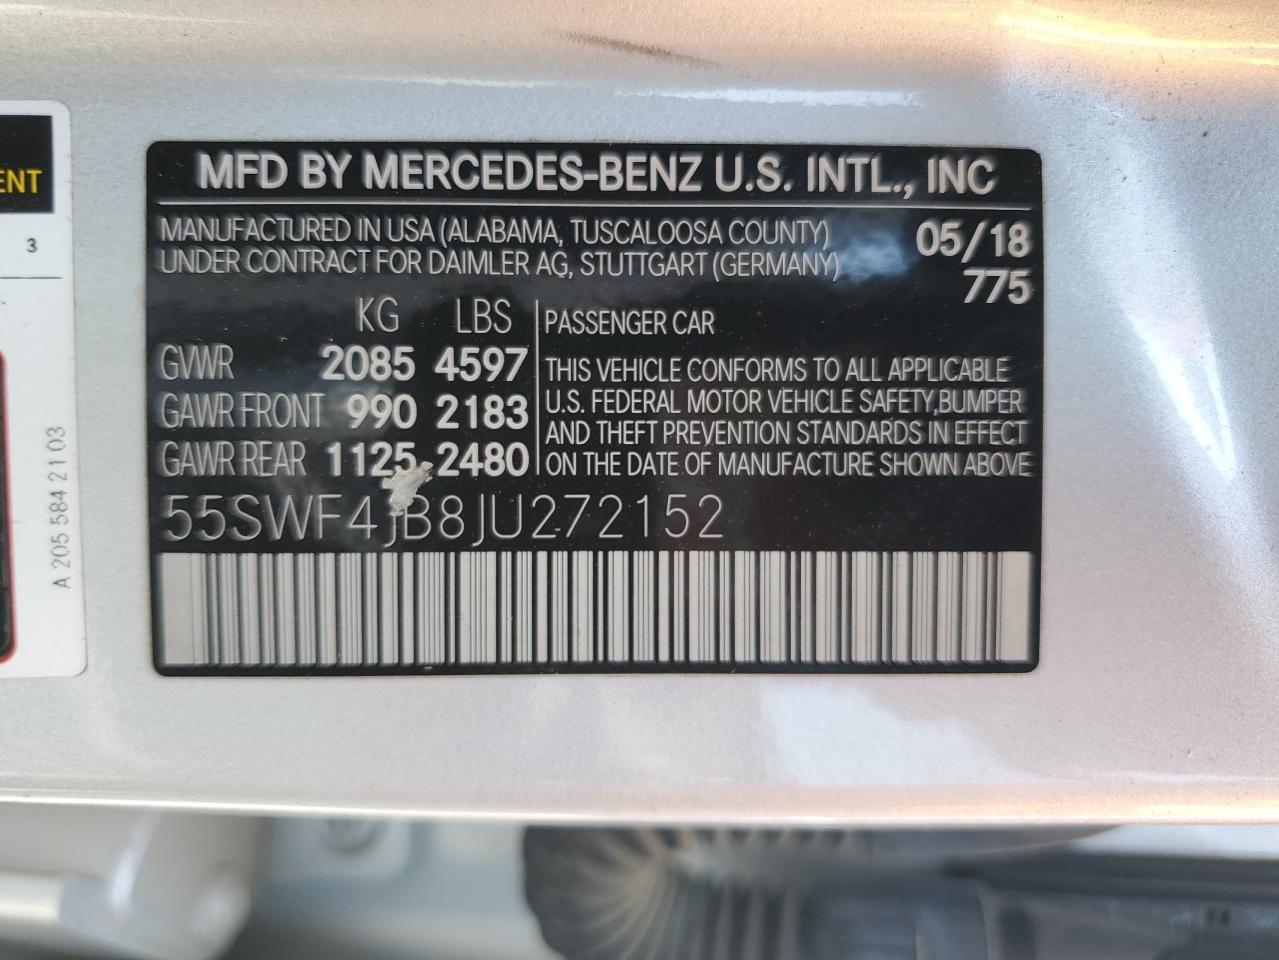 ENT
3
A 205 584 21 03
MFD BY MERCEDES-BENZ U.S. INTL., INC
MANUFACTURED IN USA (ALABAMA, TUSCALOOSA COUNTY) 05/18
UNDER CONTRACT FOR DAIMLER AG, STUTTGART (GERMANY) 775
KG LBS
GVWR 2085 4597
GAWR FRONT 990 2183
GAWR REAR 1125 2480
PASSENGER CAR
THIS VEHICLE CONFORMS TO ALL APPLICABLE
U.S. FEDERAL MOTOR VEHICLE SAFETY,BUMPER
AND THEFT PREVENTION STANDARDS IN EFFECT
ON THE DATE OF MANUFACTURE SHOWN ABOVE
55SWF4JB8JU272152